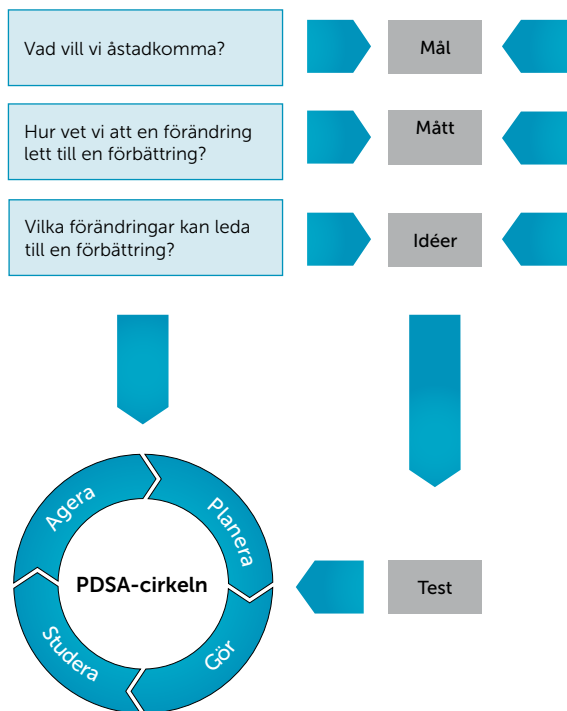 Vad vill vi åstadkomma?
Mål
Hur vet vi att en förändring
lett till en förbättring?
Mått
Vilka förändringar kan leda
till en förbättring?
Idéer
Agera
Planera
PDSA-cirkeln
Studera
Gör
Test